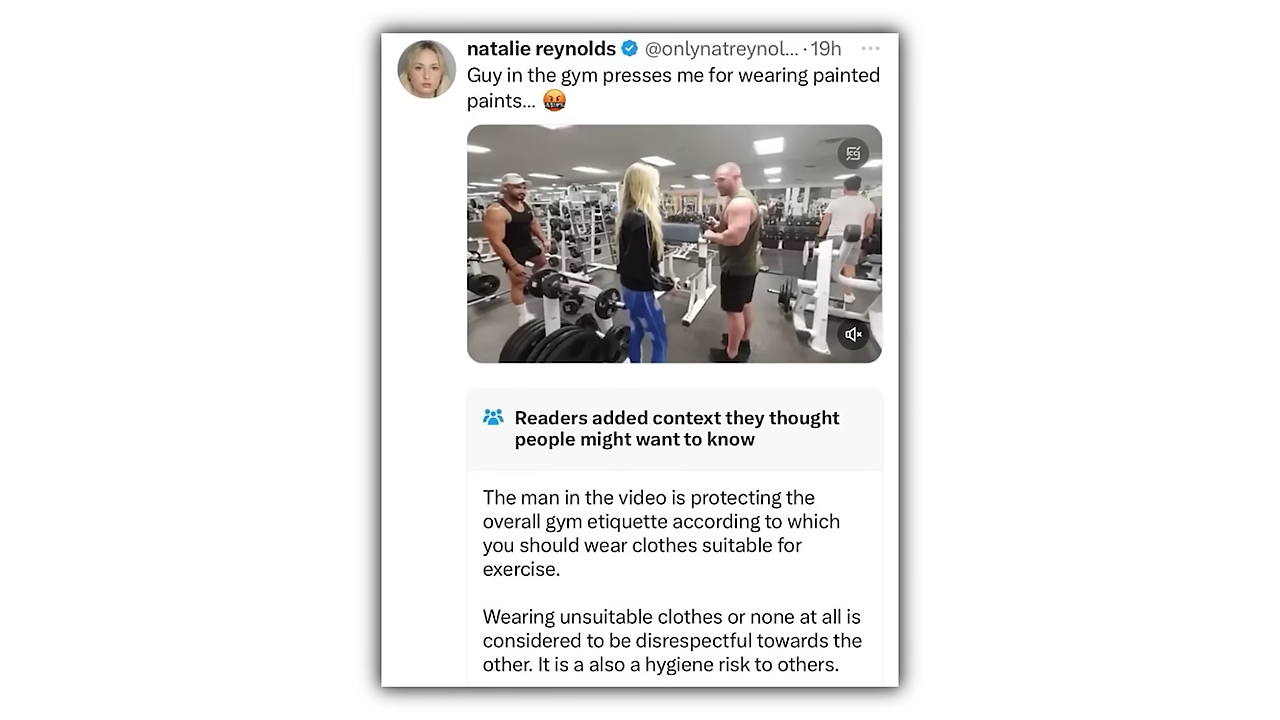 natalie reynolds @onlynatreynol... · 19h
Guy in the gym presses me for wearing painted
paints... 🤬
Readers added context they thought
people might want to know
The man in the video is protecting the
overall gym etiquette according to which
you should wear clothes suitable for
exercise.
Wearing unsuitable clothes or none at all is
considered to be disrespectful towards the
other. It is a also a hygiene risk to others.